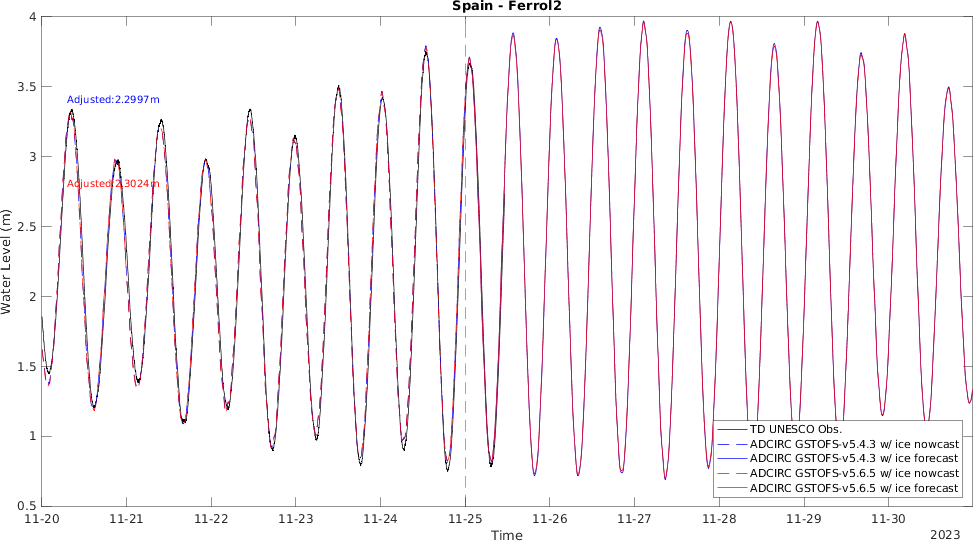 Spain - Ferrol2
4
3.5
3
2.5
2
1.5
1
0.5
Water Level (m)
Adjusted:2.2997m
Adjusted:2.3024m
TD UNESCO Obs.
ADCIRC GSTOFS-v5.4.3 w/ ice nowcast
ADCIRC GSTOFS-v5.4.3 w/ ice forecast
ADCIRC GSTOFS-v5.6.5 w/ ice nowcast
ADCIRC GSTOFS-v5.6.5 w/ ice forecast
11-20 11-21 11-22 11-23 11-24 11-25 11-26 11-27 11-28 11-29 11-30
Time
2023